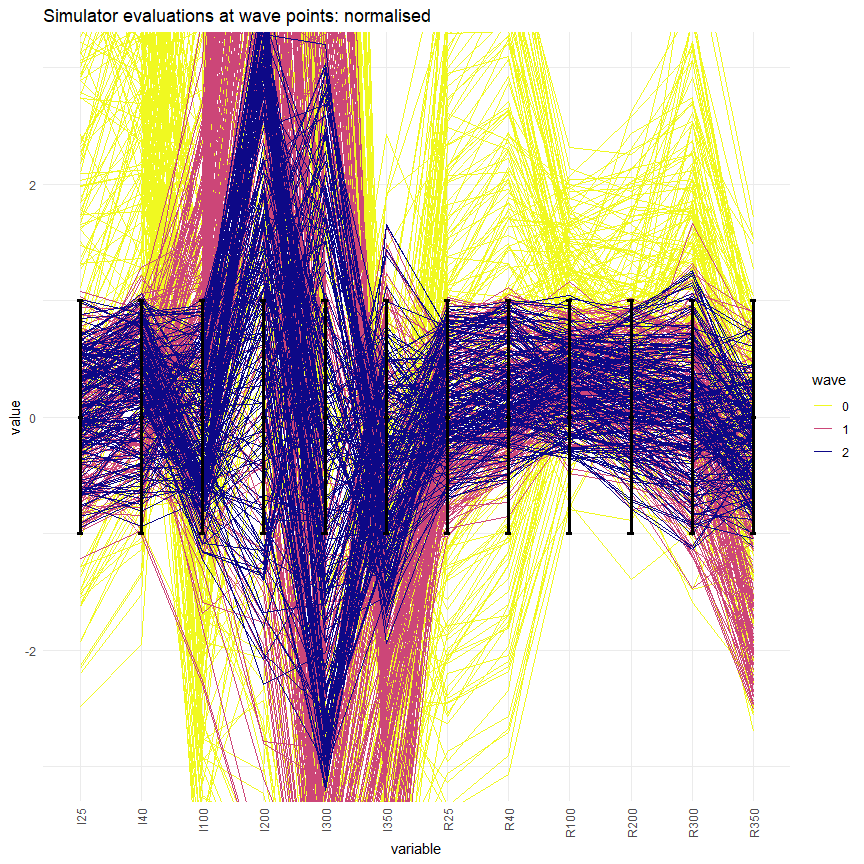 Simulator evaluations at wave points: normalised
value
2
0
-2
I25
I40
I100
I200
I300
I350
R25
R40
R100
R200
R300
R350
variable
wave
0
1
2